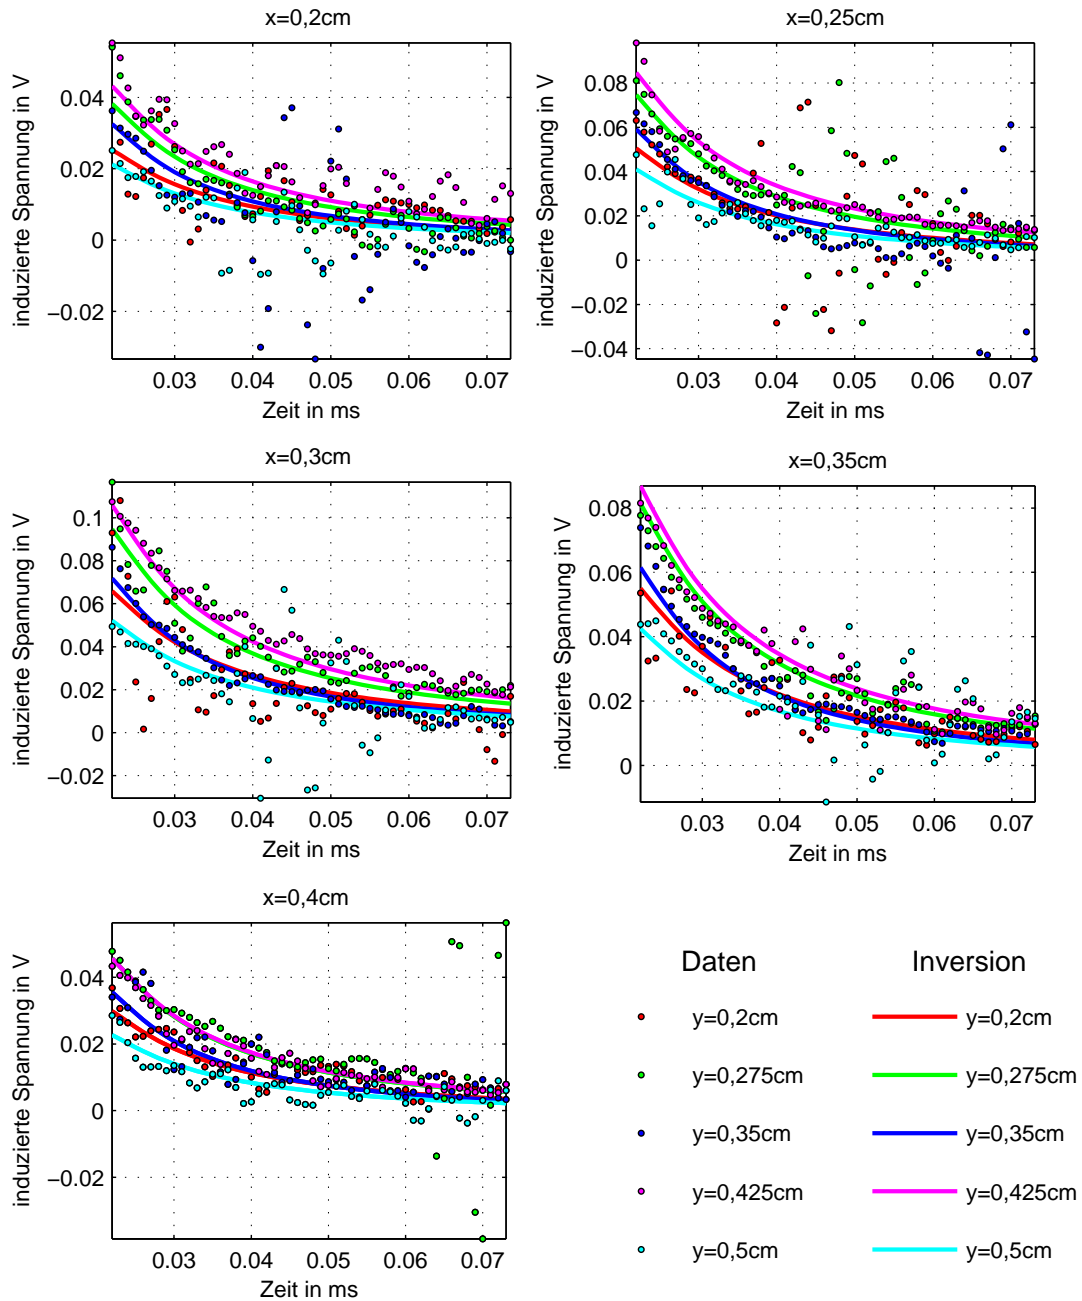 x=0,2cm
induzierte Spannung in V
0.04
0.02
0
−0.02
0.03 0.04 0.05 0.06 0.07
Zeit in ms
x=0,25cm
induzierte Spannung in V
0.08
0.06
0.04
0.02
0
−0.02
−0.04
0.03 0.04 0.05 0.06 0.07
Zeit in ms
x=0,3cm
induzierte Spannung in V
0.1
0.08
0.06
0.04
0.02
0
−0.02
0.03 0.04 0.05 0.06 0.07
Zeit in ms
x=0,35cm
induzierte Spannung in V
0.08
0.06
0.04
0.02
0
0.03 0.04 0.05 0.06 0.07
Zeit in ms
x=0,4cm
induzierte Spannung in V
0.04
0.02
0
−0.02
0.03 0.04 0.05 0.06 0.07
Zeit in ms
Daten Inversion
y=0,2cm y=0,2cm
y=0,275cm y=0,275cm
y=0,35cm y=0,35cm
y=0,425cm y=0,425cm
y=0,5cm y=0,5cm